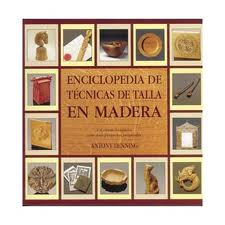 ENCICLOPEDIA DE
TÉCNICAS DE TALLA
EN MADERA
ANTONY DENNING